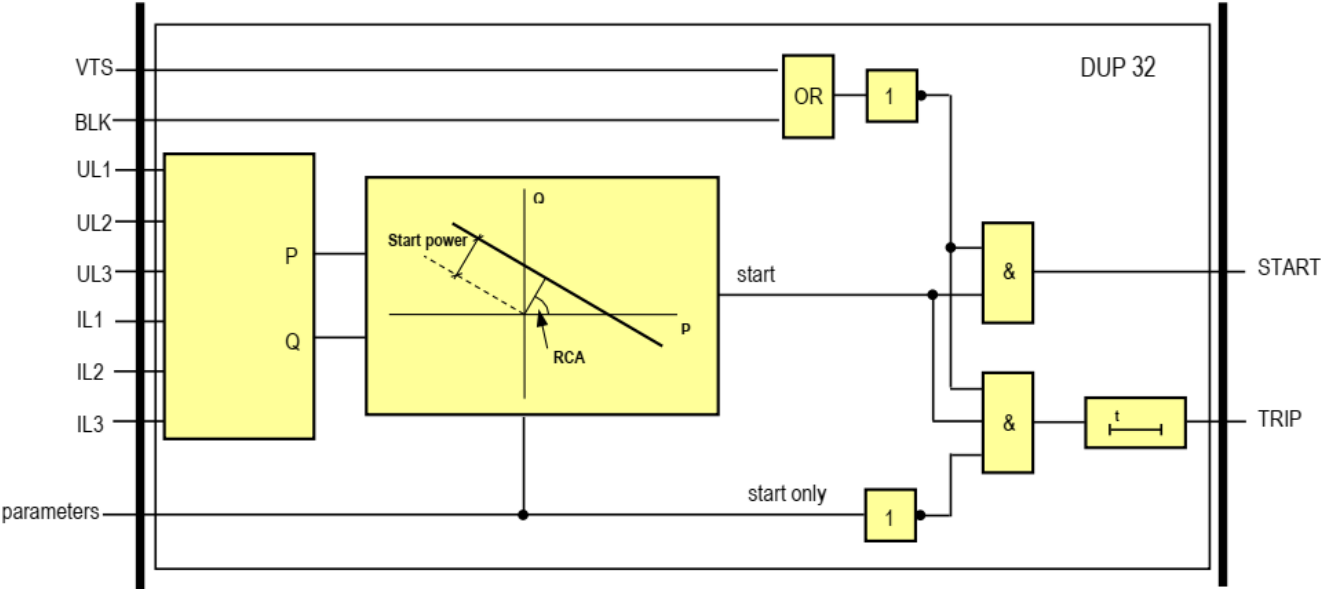 VTS
DUP 32
OR
1
BLK
UL1
UL2
UL3
IL1
IL2
IL3
P
Q
Q
Start power
P
RCA
start
&
START
&
t
TRIP
parameters
start only
1